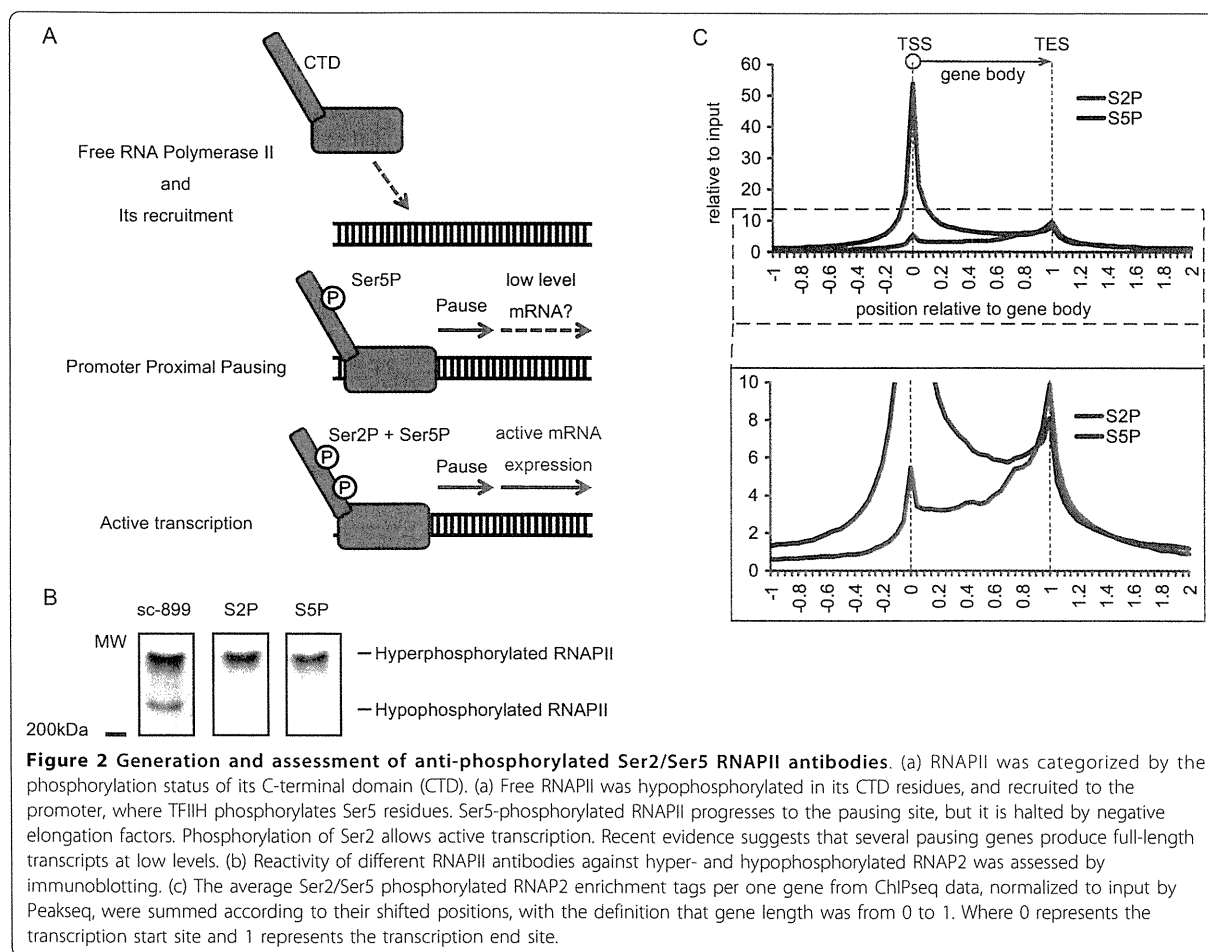 A
CTD
Free RNA Polymerase II
and
Its recruitment
Ser5P
Pause
low level
mRNA?
Promoter Proximal Pausing
Ser2P + Ser5P
Pause
active mRNA
expression
Active transcription
B
sc-899 S2P S5P
MW
Hyperphosphorylated RNAPII
Hypophosphorylated RNAPII
200kDa
C
TSS TES
gene body
S2P
S5P
relative to input
60
50
40
30
20
10
0
-1 -0.8 -0.6 -0.4 -0.2 0 0.2 0.4 0.6 0.8 1 1.2 1.4 1.6 1.8 2
position relative to gene body
S2P
S5P
10
8
6
4
2
0
-1 -0.8 -0.6 -0.4 -0.2 0 0.2 0.4 0.6 0.8 1 1.2 1.4 1.6 1.8 2
P
P
P
Figure 2 Generation and assessment of anti-phosphorylated Ser2/Ser5 RNAPII antibodies. (a) RNAPII was categorized by the
phosphorylation status of its C-terminal domain (CTD). (a) Free RNAPII was hypophosphorylated in its CTD residues, and recruited to the
promoter, where TFIIH phosphorylates Ser5 residues. Ser5-phosphorylated RNAPII progresses to the pausing site, but it is halted by negative
elongation factors. Phosphorylation of Ser2 allows active transcription. Recent evidence suggests that several pausing genes produce full-length
transcripts at low levels. (b) Reactivity of different RNAPII antibodies against hyper- and hypophosphorylated RNAP2 was assessed by
immunoblotting. (c) The average Ser2/Ser5 phosphorylated RNAP2 enrichment tags per one gene from ChIPseq data, normalized to input by
Peakseq, were summed according to their shifted positions, with the definition that gene length was from 0 to 1. Where 0 represents the
transcription start site and 1 represents the transcription end site.